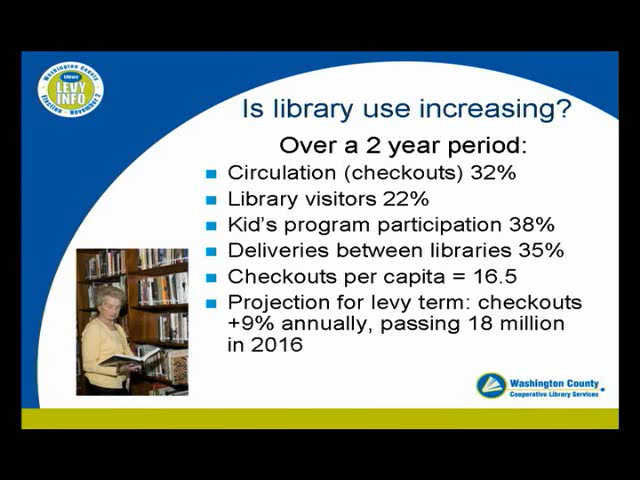 Washington County
Library
LEVY
INFO
Election - November 2
Is library use increasing?
Over a 2 year period:
Circulation (checkouts) 32%
Library visitors 22%
Kid's program participation 38%
Deliveries between libraries 35%
Checkouts per capita = 16.5
Projection for levy term: checkouts
+9% annually, passing 18 million
in 2016
Washington County
Cooperative Library Services